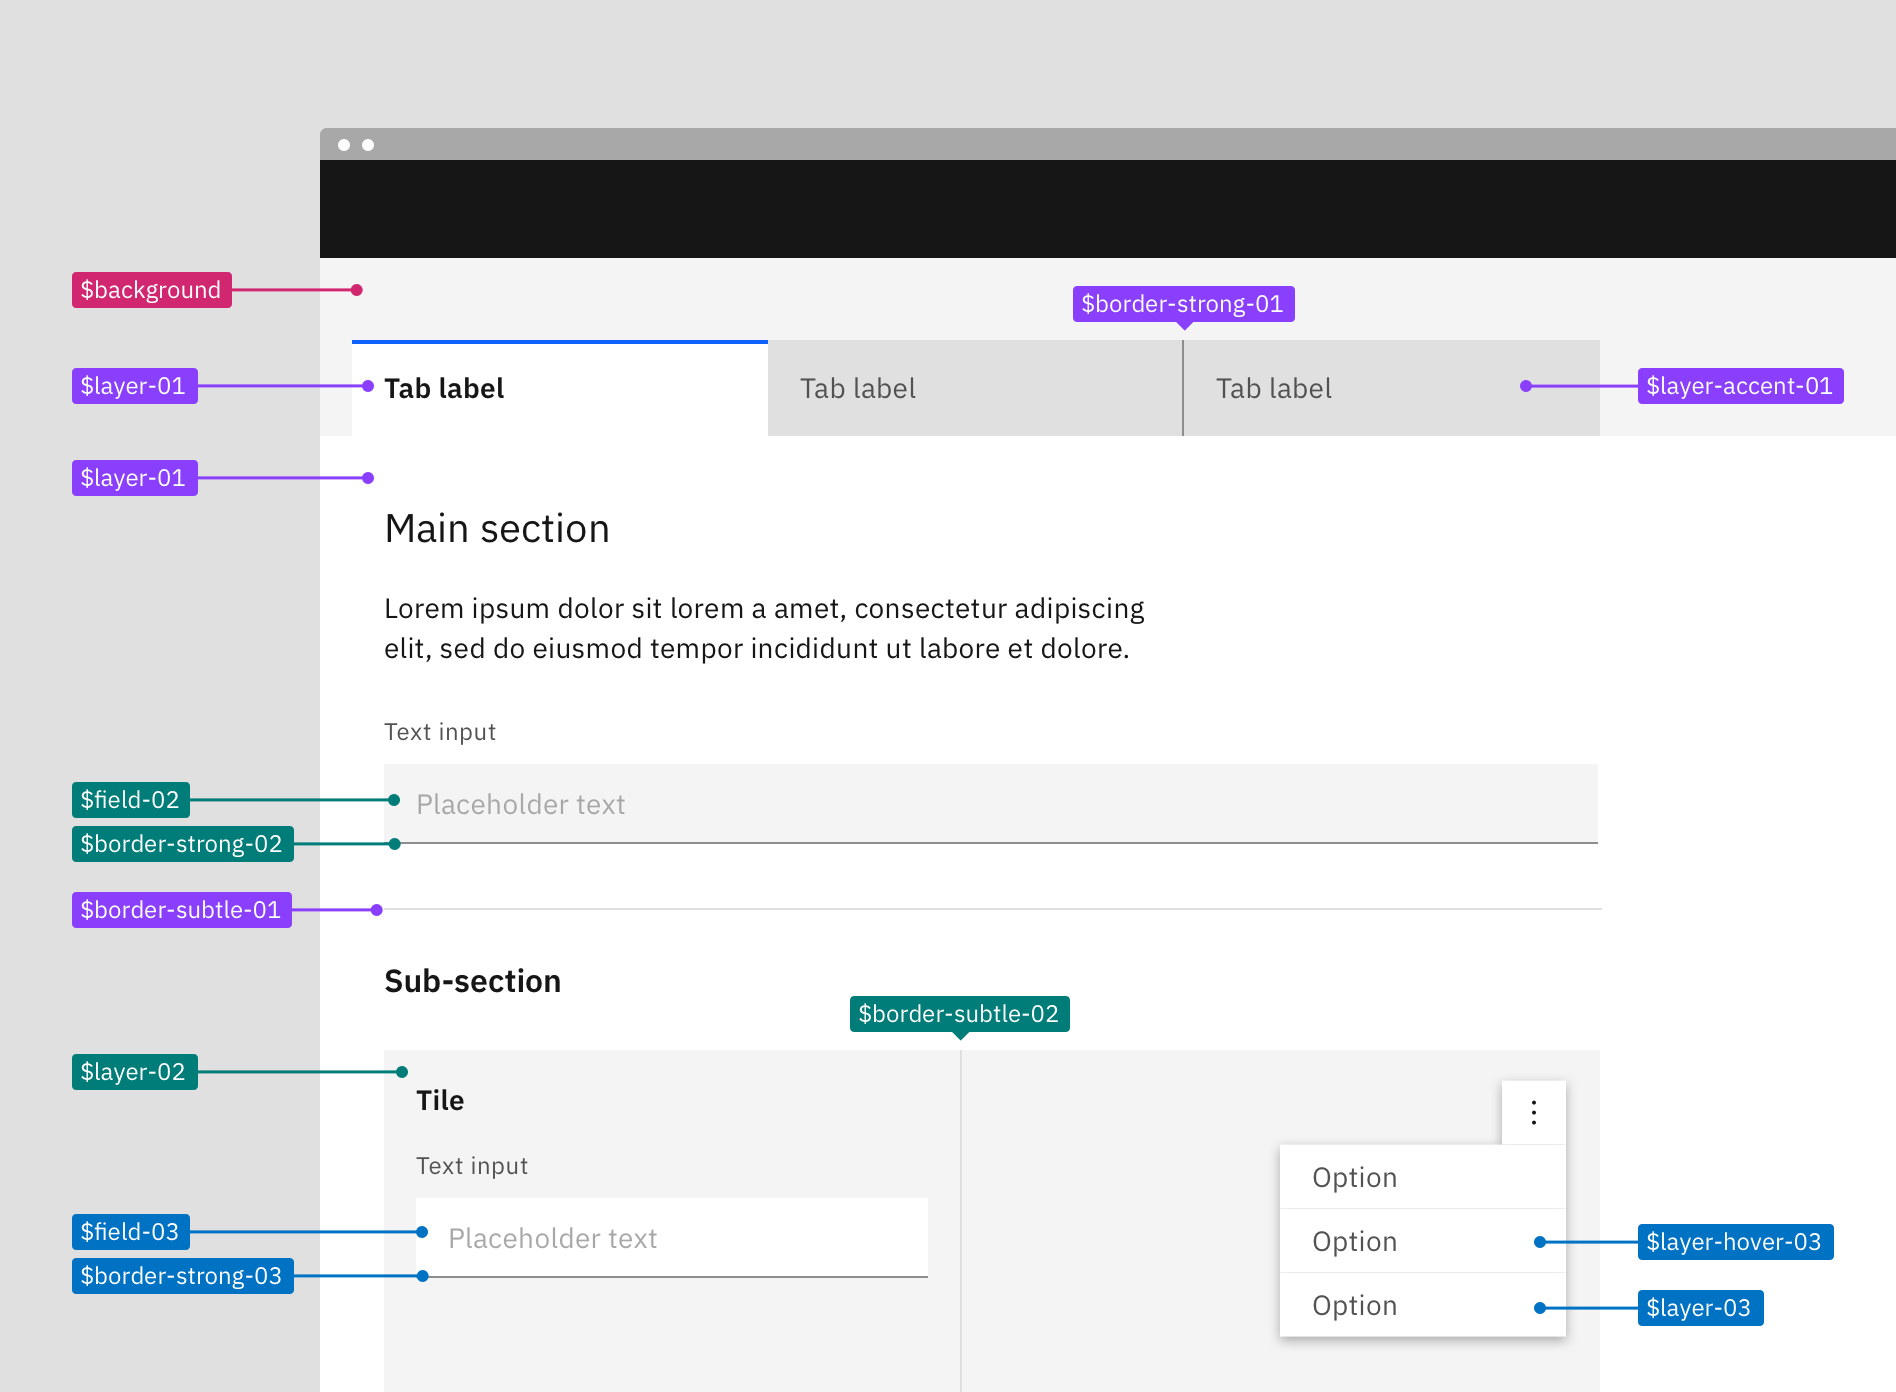 $background
$border-strong-01
$layer-01
Tab label
Tab label
Tab label
$layer-accent-01
$layer-01
Main section
Lorem ipsum dolor sit lorem a amet, consectetur adipiscing
elit, sed do eiusmod tempor incididunt ut labore et dolore.
Text input
$field-02
Placeholder text
$border-strong-02
$border-subtle-01
Sub-section
$border-subtle-02
$layer-02
Tile
Text input
Option
$field-03
Placeholder text
Option
$layer-hover-03
$border-strong-03
Option
$layer-03